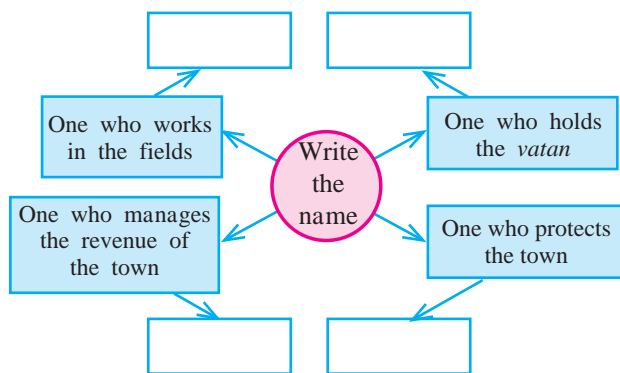 One who works
in the fields
One who holds
the vatan
Write
the
name
One who manages
the revenue of
the town
One who protects
the town